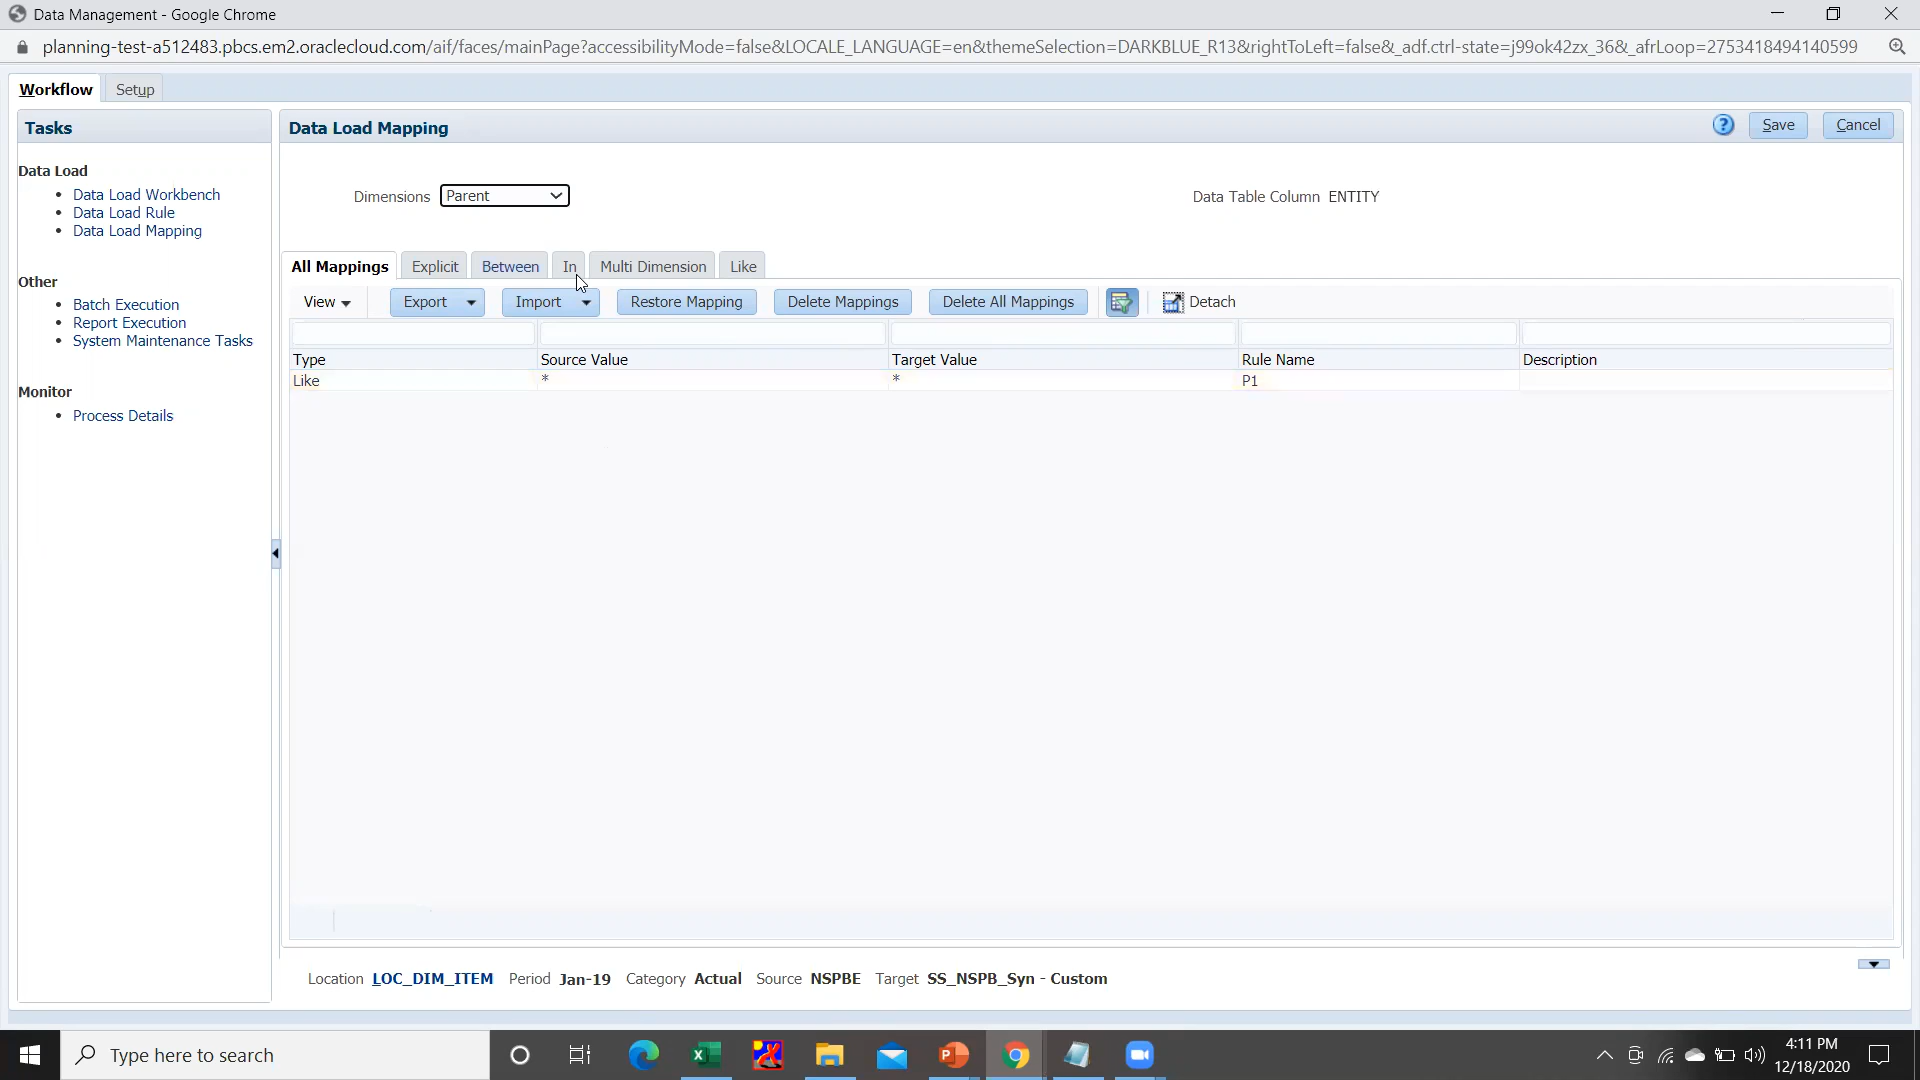 Data Management - Google Chrome
planning-test-a512483.pbcs.em2.oraclecloud.com/aif/faces/mainPage?accessibilityMode=false&LOCALE_LANGUAGE=en&themeSelection=DARKBLUE_R13&rightToLeft=false&_adf.ctrl-state=j99ok42zx_36&_afrLoop=2753418494140599
Workflow Setup
Tasks
Data Load Mapping
Save Cancel
Data Load
Data Load Workbench
Data Load Rule
Data Load Mapping
Other
Batch Execution
Report Execution
System Maintenance Tasks
Monitor
Process Details
Dimensions Parent
Data Table Column ENTITY
All Mappings Explicit Between In Multi Dimension Like
View Export Import Restore Mapping Delete Mappings Delete All Mappings Detach
Type Source Value Target Value Rule Name Description
Like * * P1
Location LOC_DIM_ITEM Period Jan-19 Category Actual Source NSPBE Target SS_NSPB_Syn - Custom
Type here to search
4:11 PM
12/18/2020